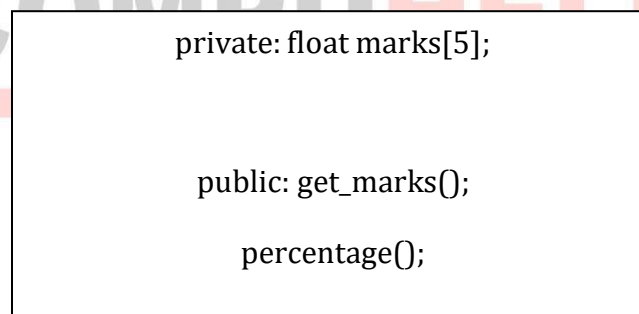 private: float marks[5];
public: get_marks();
percentage();